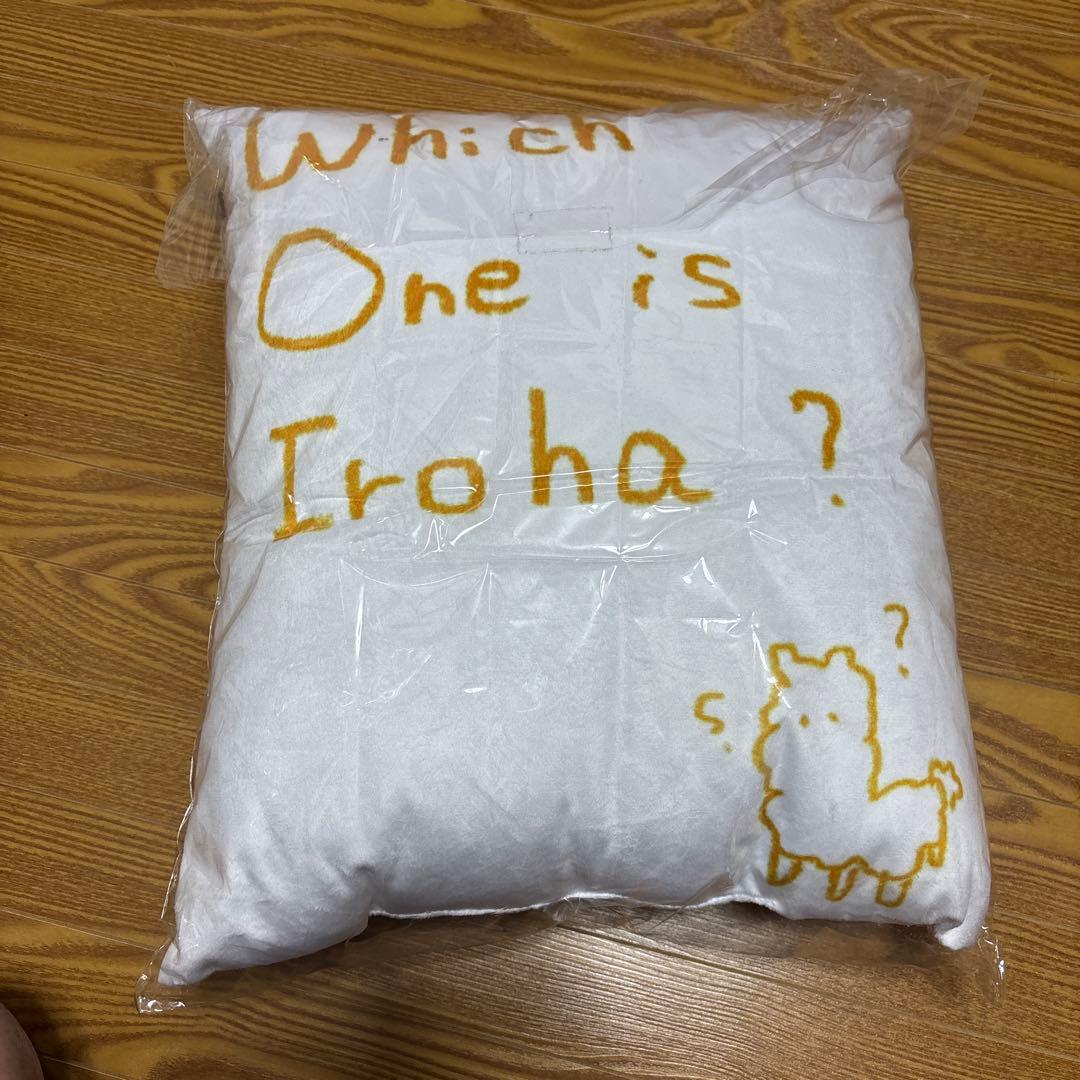 Which
One is
Iroha ?
?
?